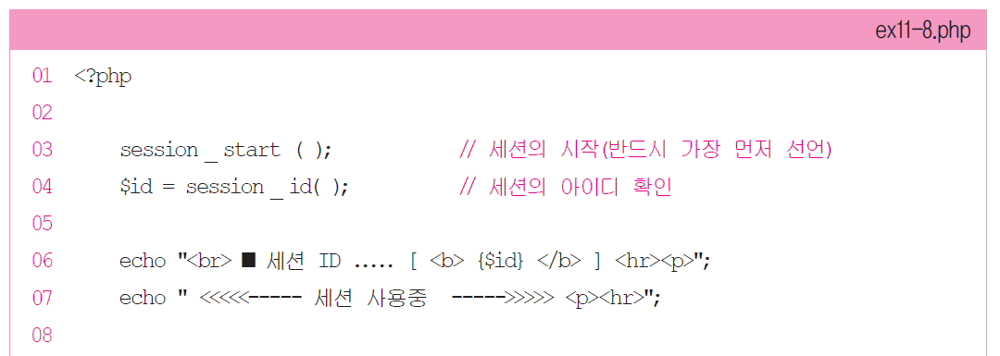 ex11-8.php
01 <?php
02
03 session_start ( ); // 세션의 시작(반드시 가장 먼저 선언)
04 $id = session_id( ); // 세션의 아이디 확인
05
06 echo "<br> ■ 세션 ID ..... [ <b> {$id} </b> ] <hr><p>";
07 echo " <<<<<----- 세션 사용중 ----->>>>> <p><hr>";
08